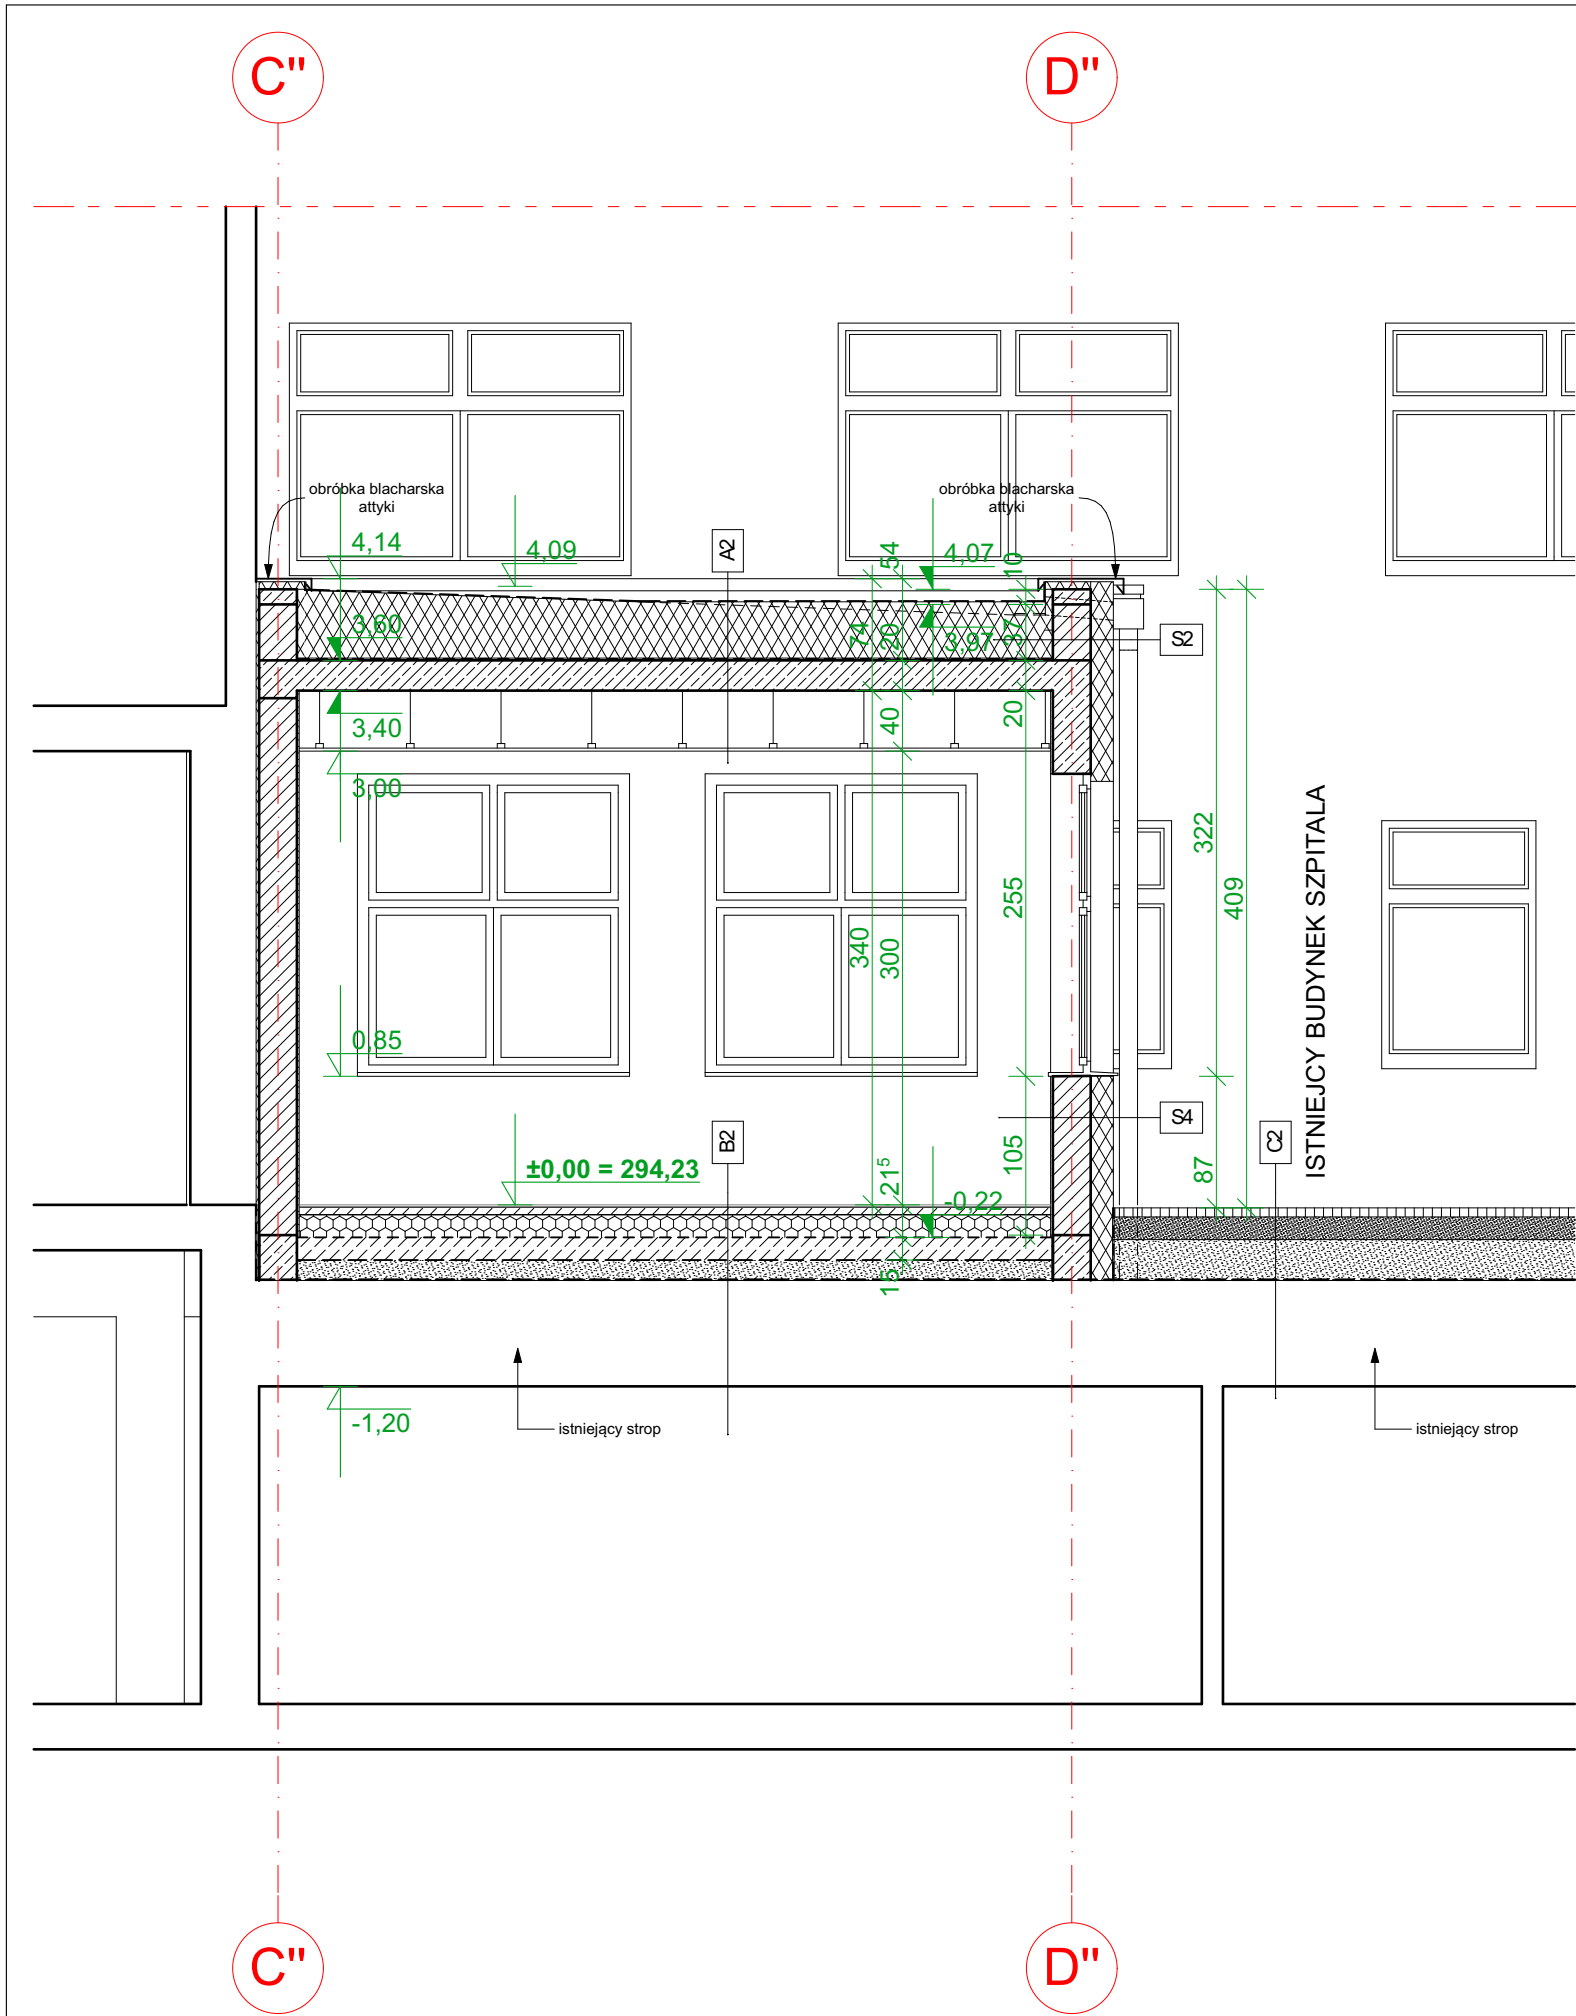 C"
D"
obróbka blacharska
attyki
obróbka blacharska
attyki
4,14
4,09
A2
54
4,07
10
3,60
74
20
3,97
37
S2
3,40
40
20
3,00
322
255
409
340
300
0,85
ISTNIEJCY BUDYNEK SZPITALA
S4
B2
C2
105
87
±0,00 = 294,23
21⁵
-0,22
15
-1,20
istniejący strop
istniejący strop
C"
D"